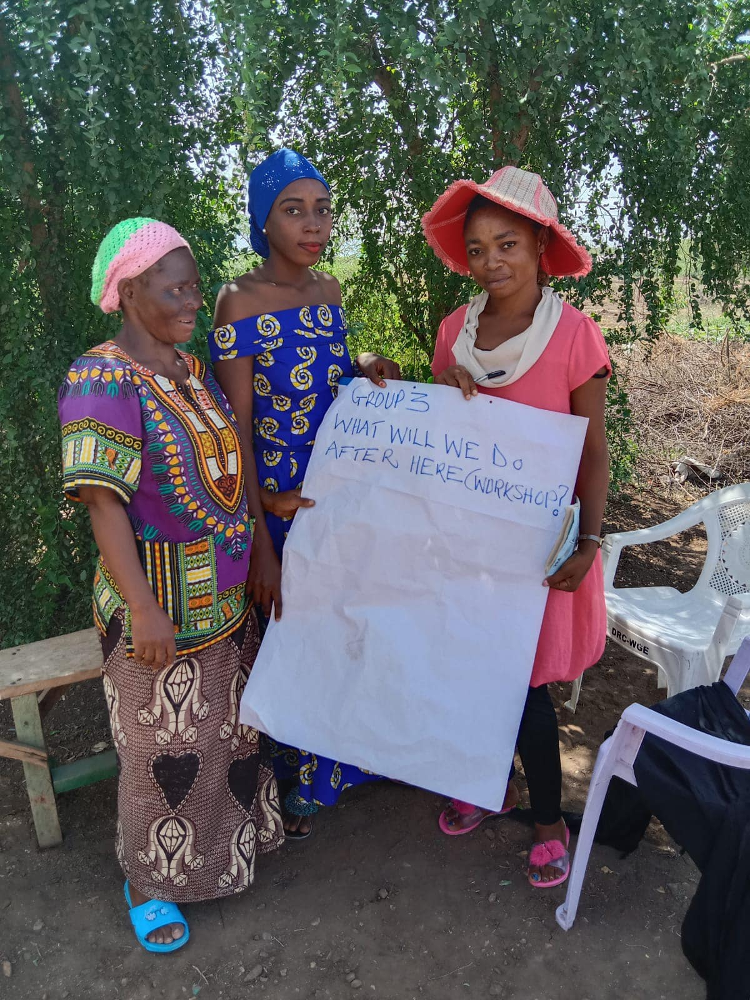 GROUP 3
WHAT WILL WE DO
AFTER HERE (WORKSHOP?
DRC-WGE